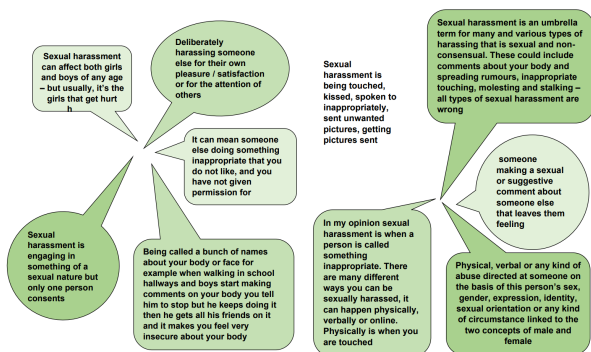 Sexual harassment
can affect both girls
and boys of any age
– but usually, it's the
girls that get hurt
Deliberately
harassing someone
else for their own
pleasure / satisfaction
or for the attention of
others
It can mean someone
else doing something
inappropriate that you
do not like, and you
have not given
permission for
Sexual
harassment is
engaging in
something of a
sexual nature but
only one person
consents
Being called a bunch of names
about your body or face for
example when walking in school
hallways and boys start making
comments on your body you tell
him to stop but he keeps doing it
then he gets all his friends on it
and it makes you feel very
insecure about your body
Sexual
harassment is
being touched,
kissed, spoken to
inappropriately,
sent unwanted
pictures, getting
pictures sent
Sexual harassment is an umbrella
term for many and various types of
harassing that is sexual and non-
consensual. These could include
comments about your body and
spreading rumours, inappropriate
touching, molesting and stalking –
all types of sexual harassment are
wrong
someone
making a sexual
or suggestive
comment about
someone else
that leaves them
feeling
In my opinion sexual
harassment is when a
person is called
something
inappropriate. There
are many different
ways you can be
sexually harassed, it
can happen physically,
verbally or online.
Physically is when you
are touched
Physical, verbal or any kind of
abuse directed at someone on
the basis of this person's sex,
gender, expression, identity,
sexual orientation or any kind
of circumstance linked to the
two concepts of male and
female